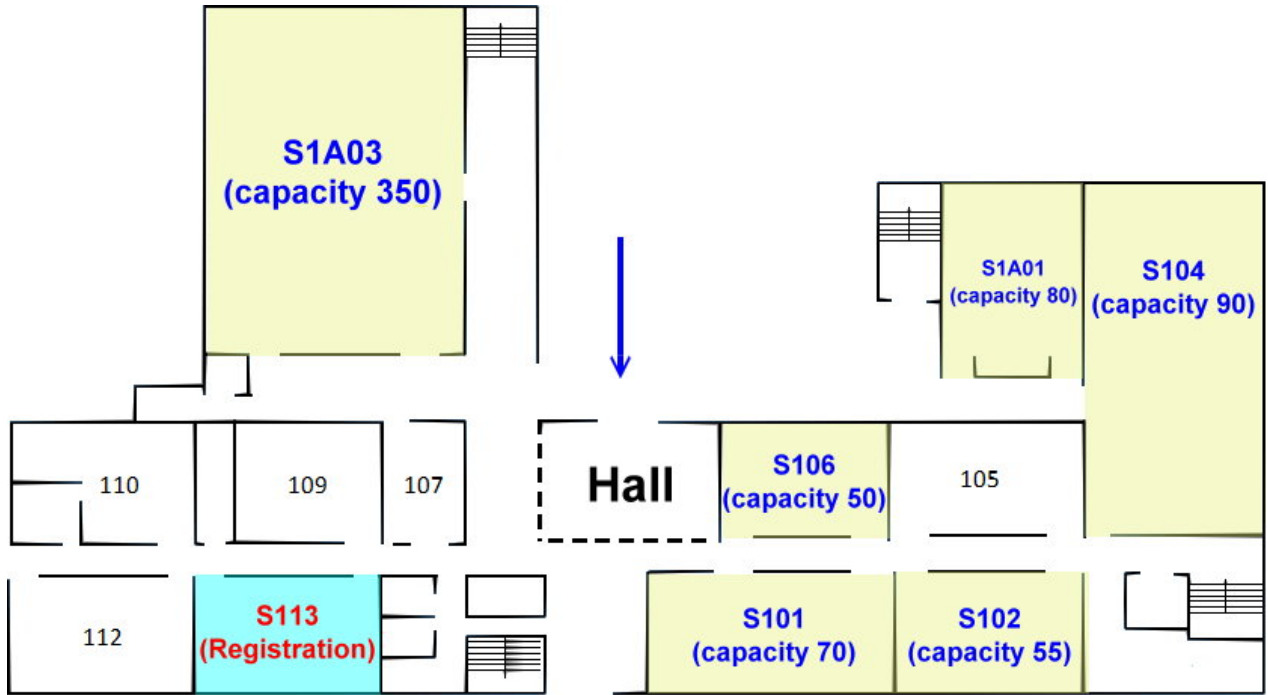 S1A03
(capacity 350)
S1A01
(capacity 80)
S104
(capacity 90)
110
109
107
Hall
S106
(capacity 50)
105
112
S113
(Registration)
S101
(capacity 70)
S102
(capacity 55)